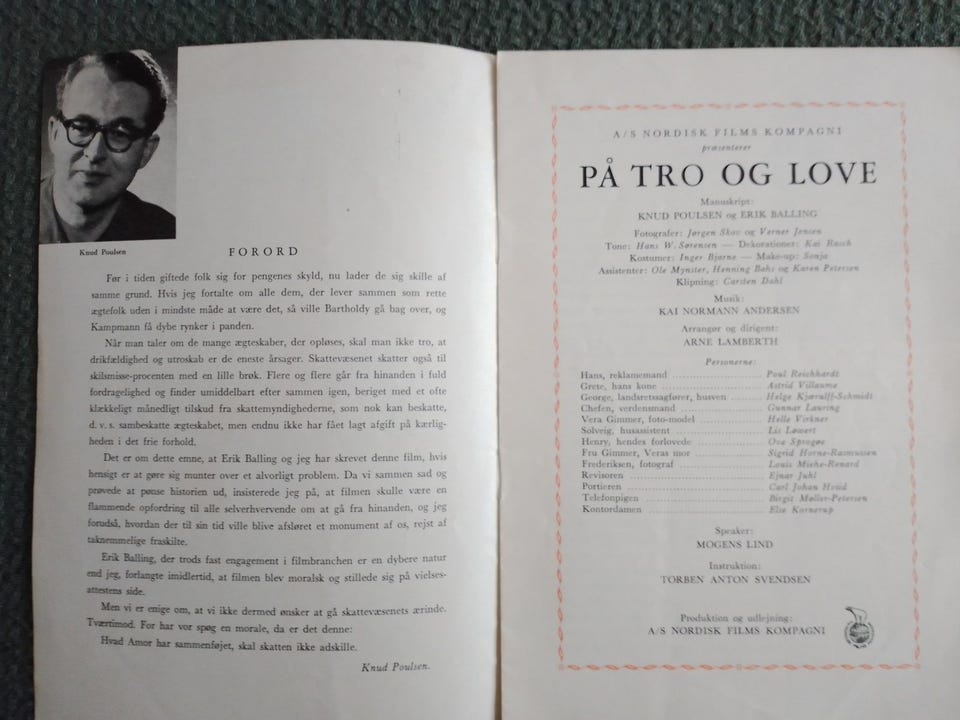 Knud Poulsen
FORORD
Før i tiden giftede folk sig for pengenes skyld, nu lader de sig skille af
samme grund. Hvis jeg fortalte om alle dem, der lever sammen som rette
ægtefolk uden i mindste måde at være det, så ville Bartholdy gå bag over, og
Kampmann få dybe rynker i panden.
Når man taler om de mange ægteskaber, der opløses, skal man ikke tro, at
drikfældighed og utroskab er de eneste årsager. Skattevæsenet skatter også til
skilsmisse-procenten med en lille brøk. Flere og flere går fra hinanden i fuld
fordragelighed og finder umiddelbart efter sammen igen, beriget med et ofte
klækkeligt månedligt tilskud fra skattemyndighederne, som nok kan beskatte,
d. v. s. sambeskatte ægteskabet, men endnu ikke har fået lagt afgift på kærlig-
heden i det frie forhold.
Det er om dette emne, at Erik Balling og jeg har skrevet denne film, hvis
hensigt er at gøre sig munter over et alvorligt problem. Da vi sammen sad og
prøvede at pønse historien ud, insisterede jeg på, at filmen skulle være en
flammende opfordring til alle selverhvervende om at gå fra hinanden, og jeg
forudså, hvordan der til sin tid ville blive afsløret et monument af os, rejst af
taknemmelige fraskilte.
Erik Balling, der trods fast engagement i filmbranchen er en dybere natur
end jeg, forlangte imidlertid, at filmen blev moralsk og stillede sig på vielses-
attestens side.
Men vi er enige om, at vi ikke dermed ønsker at gå skattevæsenets ærinde.
Tværtimod. For har vor spøg en morale, da er det denne:
Hvad Amor har sammenføjet, skal skatten ikke adskille.
Knud Poulsen.
A/S NORDISK FILMS KOMPAGNI
præsenterer
PÅ TRO OG LOVE
Manuskript:
KNUD POULSEN og ERIK BALLING
Fotografer: Jørgen Skov og Verner Jensen
Tone: Hans W. Sørensen — Dekorationer: Kai Rasch
Kostumer: Inger Bjarne — Make-up: Sonja
Assistenter: Ole Mynster, Henning Bahs og Karen Petersen
Klipning: Carsten Dahl
Musik:
KAI NORMANN ANDERSEN
Arrangør og dirigent:
ARNE LAMBERTH
Personerne:
Hans, reklamemand .......... Poul Reichhardt
Grete, hans kone .......... Astrid Villaume
George, landsretssagfører, husven .......... Helge Kjærulff-Schmidt
Chefen, verdensmand .......... Gunnar Lauring
Vera Gimmer, foto-model .......... Helle Virkner
Solveig, husassistent .......... Lis Løwert
Henry, hendes forlovede .......... Ove Sprogøe
Fru Gimmer, Veras mor .......... Sigrid Horne-Rasmussen
Frederiksen, fotograf .......... Louis Miehe-Renard
Revisoren .......... Ejnar Juhl
Portieren .......... Carl Johan Hviid
Telefonpigen .......... Birgit Møller-Petersen
Kontordamen .......... Else Kornerup
Speaker:
MOGENS LIND
Instruktion:
TORBEN ANTON SVENDSEN
Produktion og udlejning:
A/S NORDISK FILMS KOMPAGNI